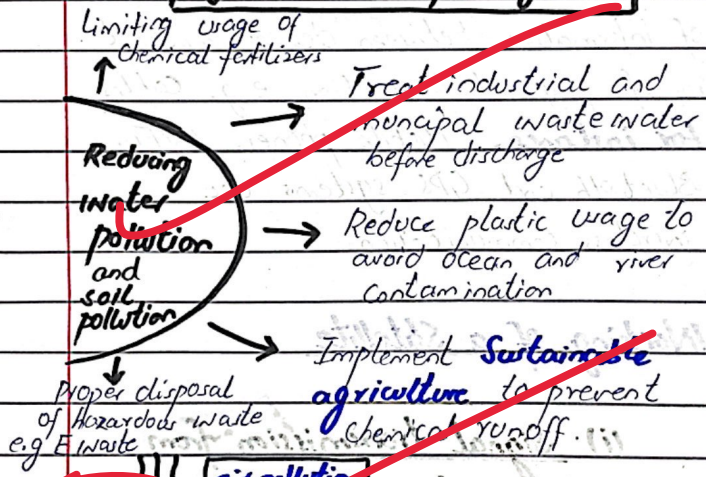 Limiting usage of
Chemical fertilizers
Treat industrial and
muncipal wastewater
before discharge
Reducing
water
pollution
and
soil
pollution
Reduce plastic usage to
avoid ocean and river
contamination
Implement Sustainable
agriculture to prevent
chemical runoff.
Proper disposal
of hazardous waste
e.g E waste
air pollution